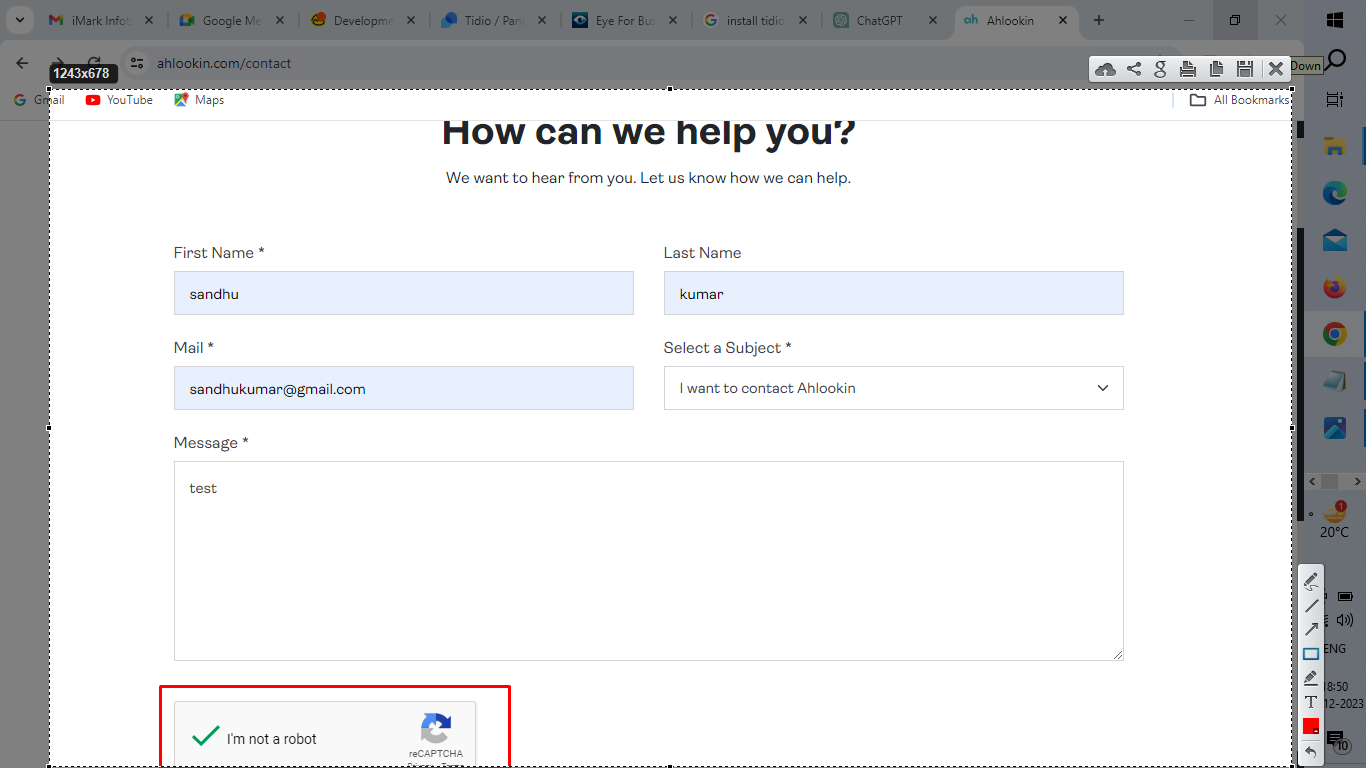 iMark Infot
Google Me
Developme
Tidio / Pan
Eye For Bus
install tidio
ChatGPT
ah Ahlookin
ahlookin.com/contact
1243x678
Down
Gmail YouTube Maps All Bookmarks
How can we help you?
We want to hear from you. Let us know how we can help.
First Name * Last Name
sandhu kumar
Mail * Select a Subject *
sandhukumar@gmail.com I want to contact Ahlookin
Message *
test
I'm not a robot
reCAPTCHA
1
20°C
ENG
18:50
12-2023
10